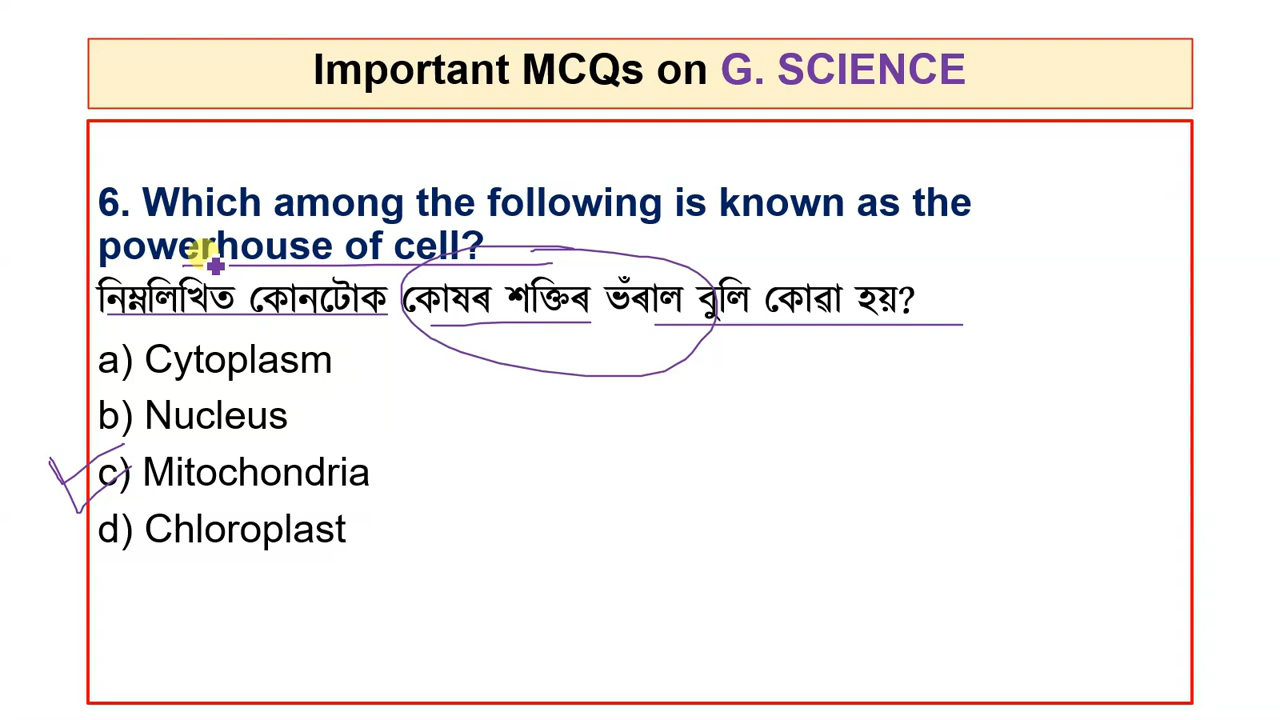 Important MCQs on G. SCIENCE
6. Which among the following is known as the
powerhouse of cell?
নিম্নলিখিত কোনটোক কোষৰ শক্তিৰ ভঁৰাল বুলি কোৱা হয়?
a) Cytoplasm
b) Nucleus
c) Mitochondria
d) Chloroplast